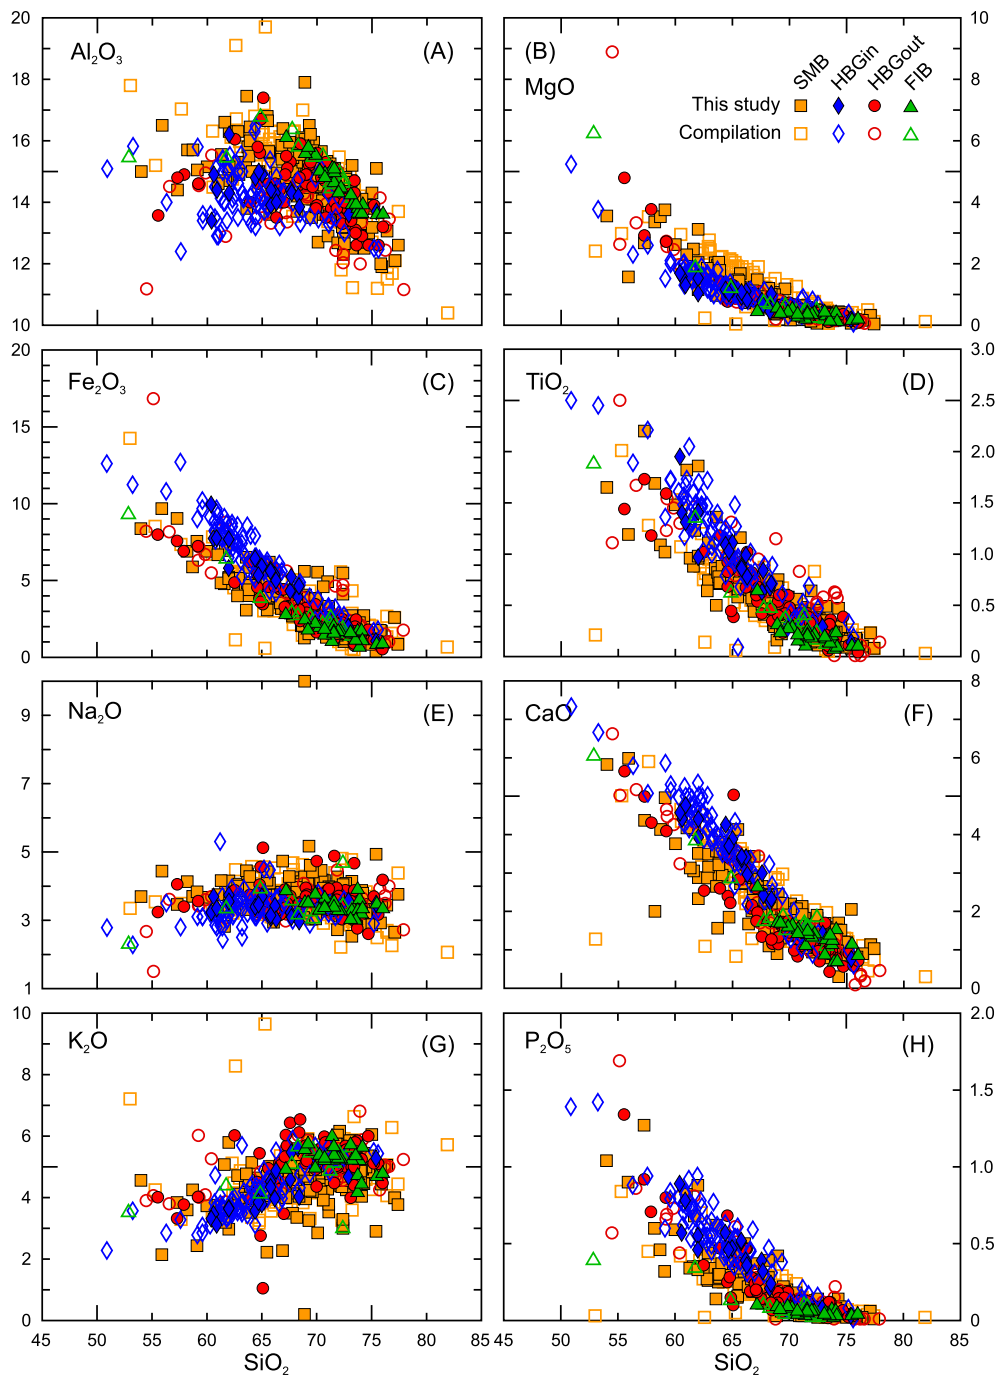 20 Al₂O₃ (A) (B) 10
18 MgO SMB HBGin HBGout FIB 8
This study
Compilation
16 6
14 4
12 2
10 0
20 Fe₂O₃ (C) TiO₂ (D) 3.0
2.5
15
2.0
10 1.5
1.0
5
0.5
0 0
Na₂O (E) CaO (F) 8
9
7 6
5 4
3 2
1 0
10 K₂O (G) P₂O₅ (H) 2.0
8
1.5
6
1.0
4
0.5
2
0 0
45 50 55 60 65 70 75 80 85 45 50 55 60 65 70 75 80 85
SiO₂ SiO₂